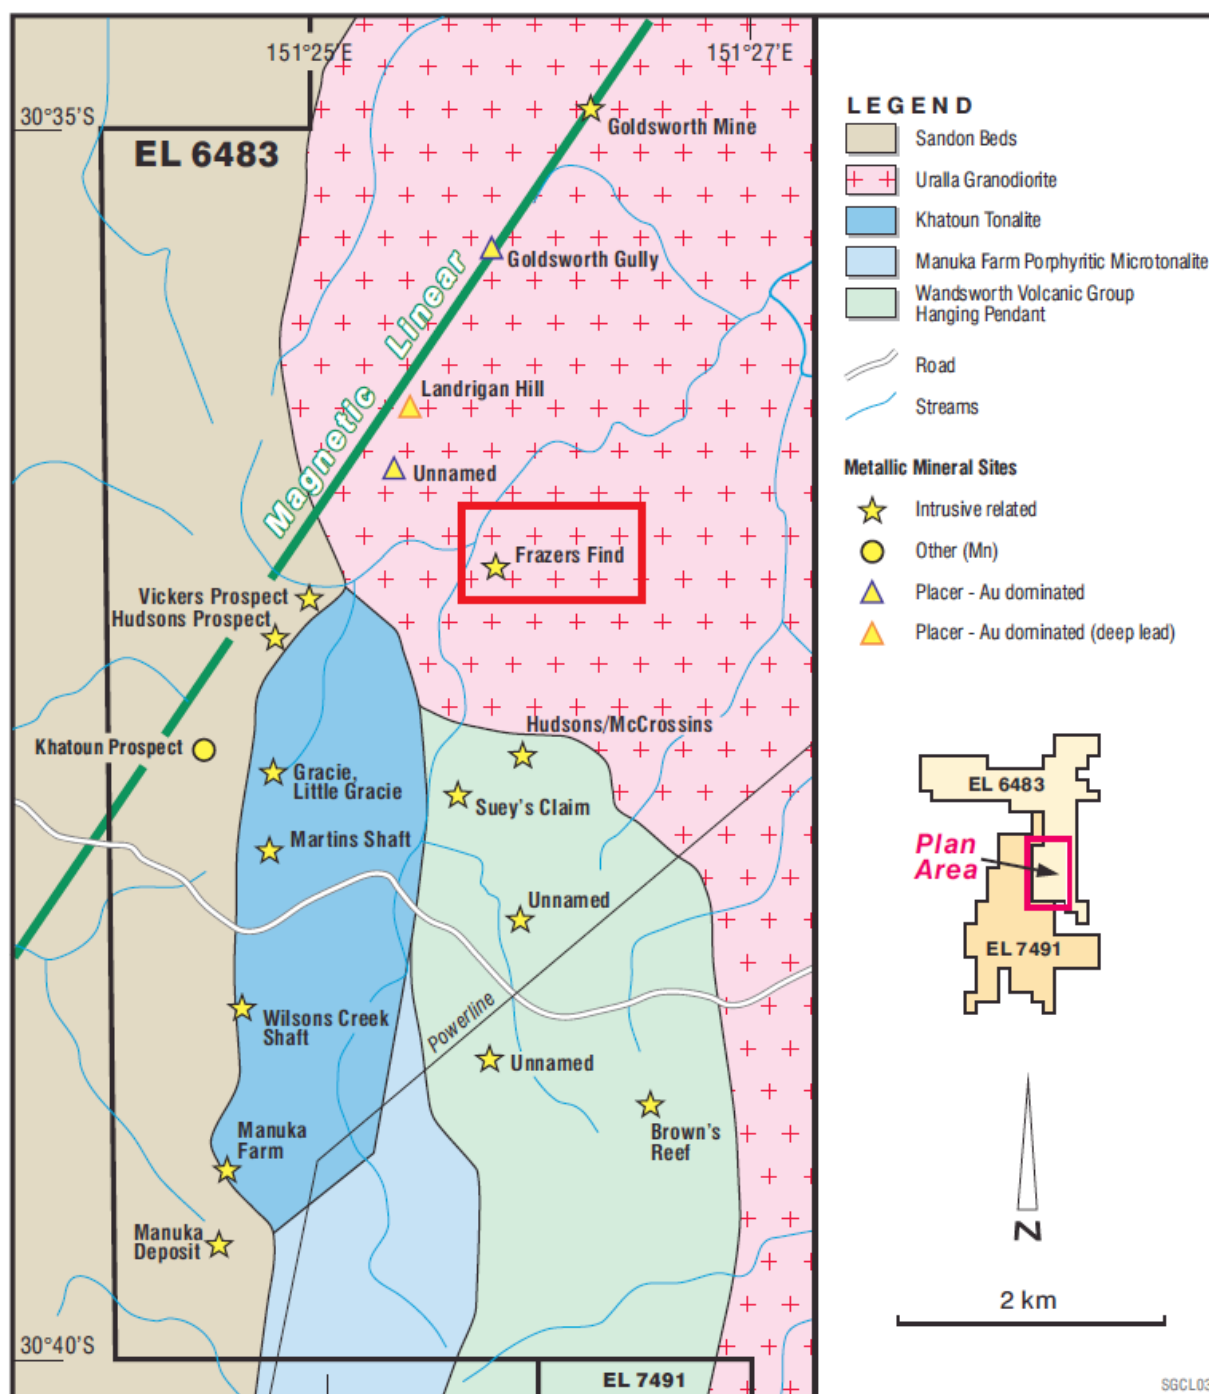 151°25'E
151°27'E
30°35'S
EL 6483
Goldsworth Mine
Goldsworth Gully
Magnetic Linear
Landrigan Hill
Unnamed
Frazers Find
Vickers Prospect
Hudsons Prospect
Khatoun Prospect
Hudsons/McCrossins
Gracie,
Little Gracie
Suey's Claim
Martins Shaft
Unnamed
Wilsons Creek
Shaft
Powerline
Unnamed
Manuka
Farm
Brown's
Reef
Manuka
Deposit
30°40'S
EL 7491
LEGEND
Sandon Beds
Uralla Granodiorite
Khatoun Tonalite
Manuka Farm Porphyritic Microtonalite
Wandsworth Volcanic Group
Hanging Pendant
Road
Streams
Metallic Mineral Sites
Intrusive related
Other (Mn)
Placer - Au dominated
Placer - Au dominated (deep lead)
EL 6483
Plan
Area
EL 7491
N
2 km
SGCL03